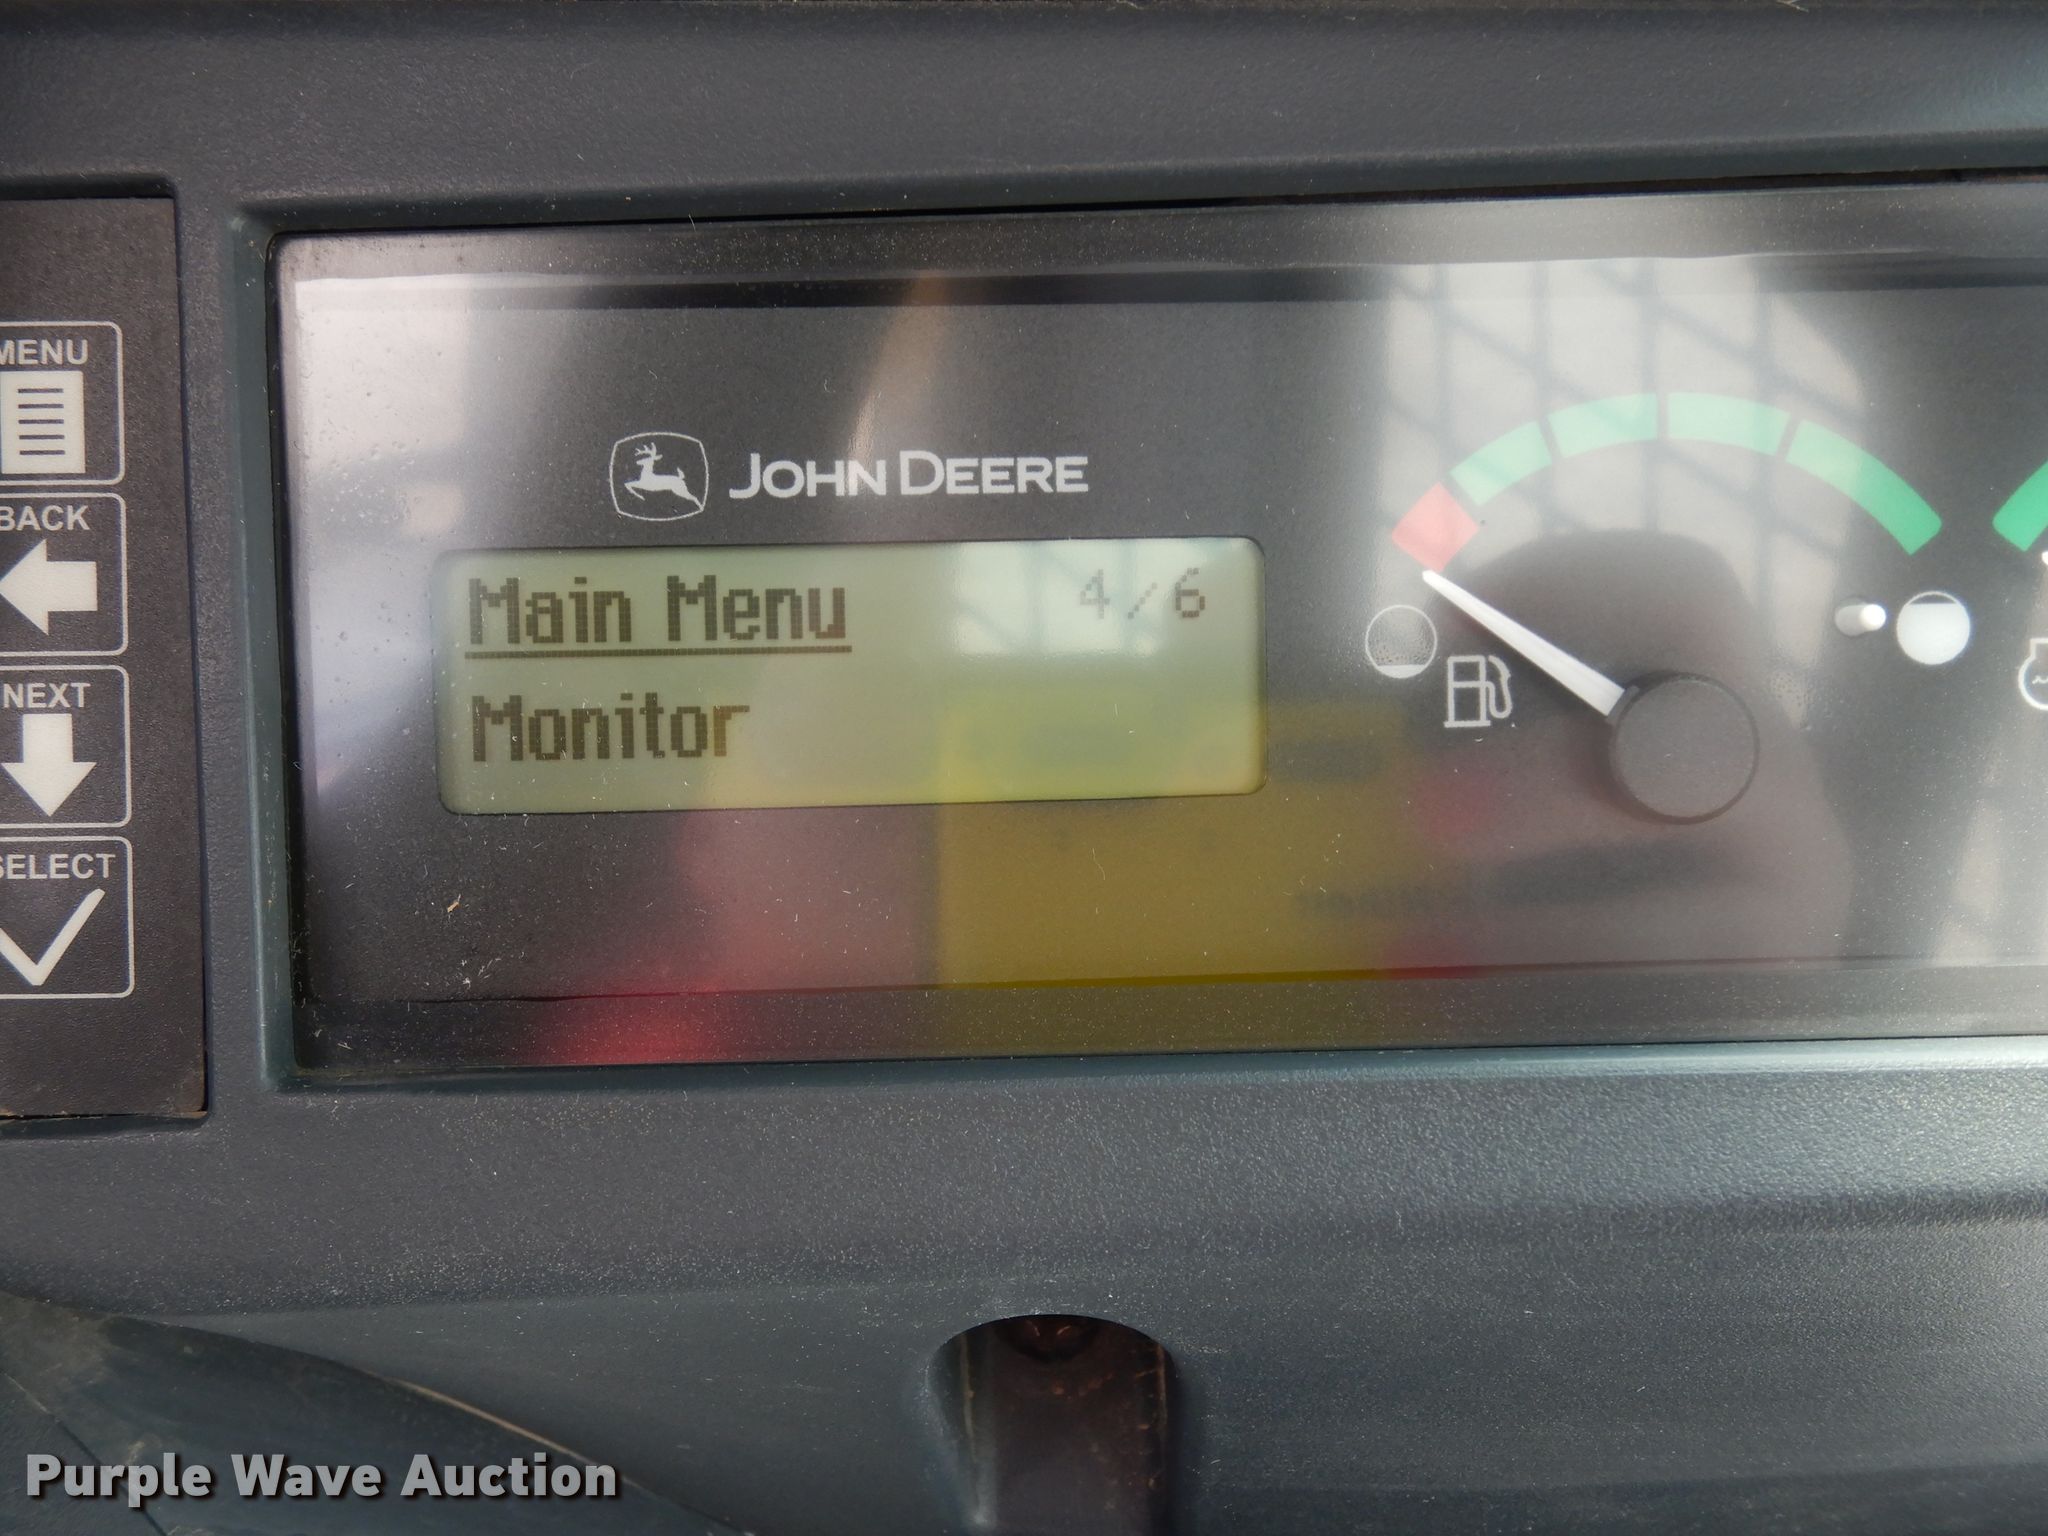 MENU
BACK
NEXT
SELECT
JOHN DEERE
Main Menu 4/6
Monitor
Purple Wave Auction